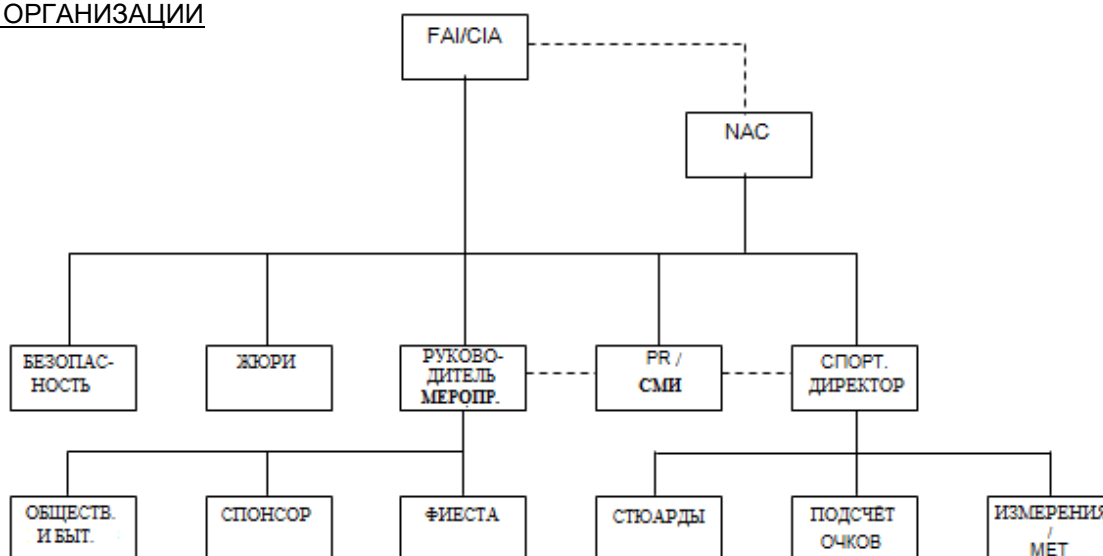 ОРГАНИЗАЦИИ
FAI/CIA
NAC
БЕЗОПАС-
НОСТЬ
ЖЮРИ
РУКОВО-
ДИТЕЛЬ
МЕРОПР.
PR /
СМИ
СПОРТ.
ДИРЕКТОР
ОБЩЕСТВ.
И БЫТ.
СПОНСОР
ФИЕСТА
СТЮАРДЫ
ПОДСЧЁТ
ОЧКОВ
ИЗМЕРЕНИЯ
/
МЕТ